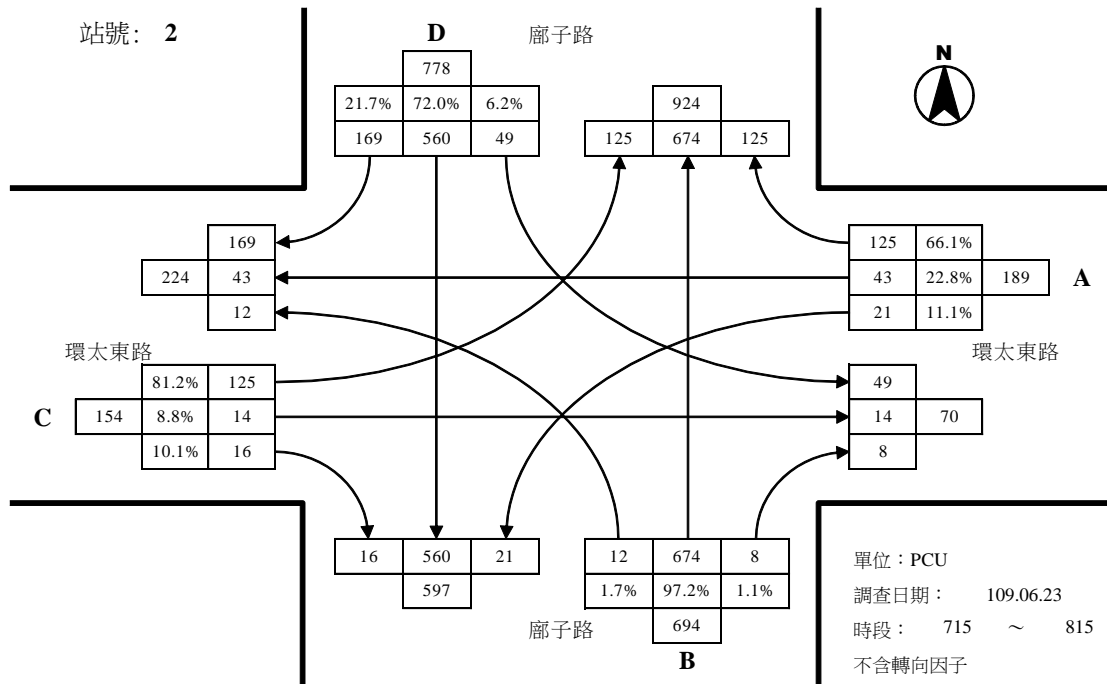 站號: 2
D
廍子路
N
778
21.7% 72.0% 6.2%
169 560 49
924
125 674 125
169
224 43
12
125 66.1%
43 22.8% 189
21 11.1%
A
環太東路
環太東路
81.2% 125
C 154 8.8% 14
10.1% 16
49
14 70
8
16 560 21
597
12 674 8
1.7% 97.2% 1.1%
694
廍子路
B
單位：PCU
調查日期： 109.06.23
時段： 715 ～ 815
不含轉向因子